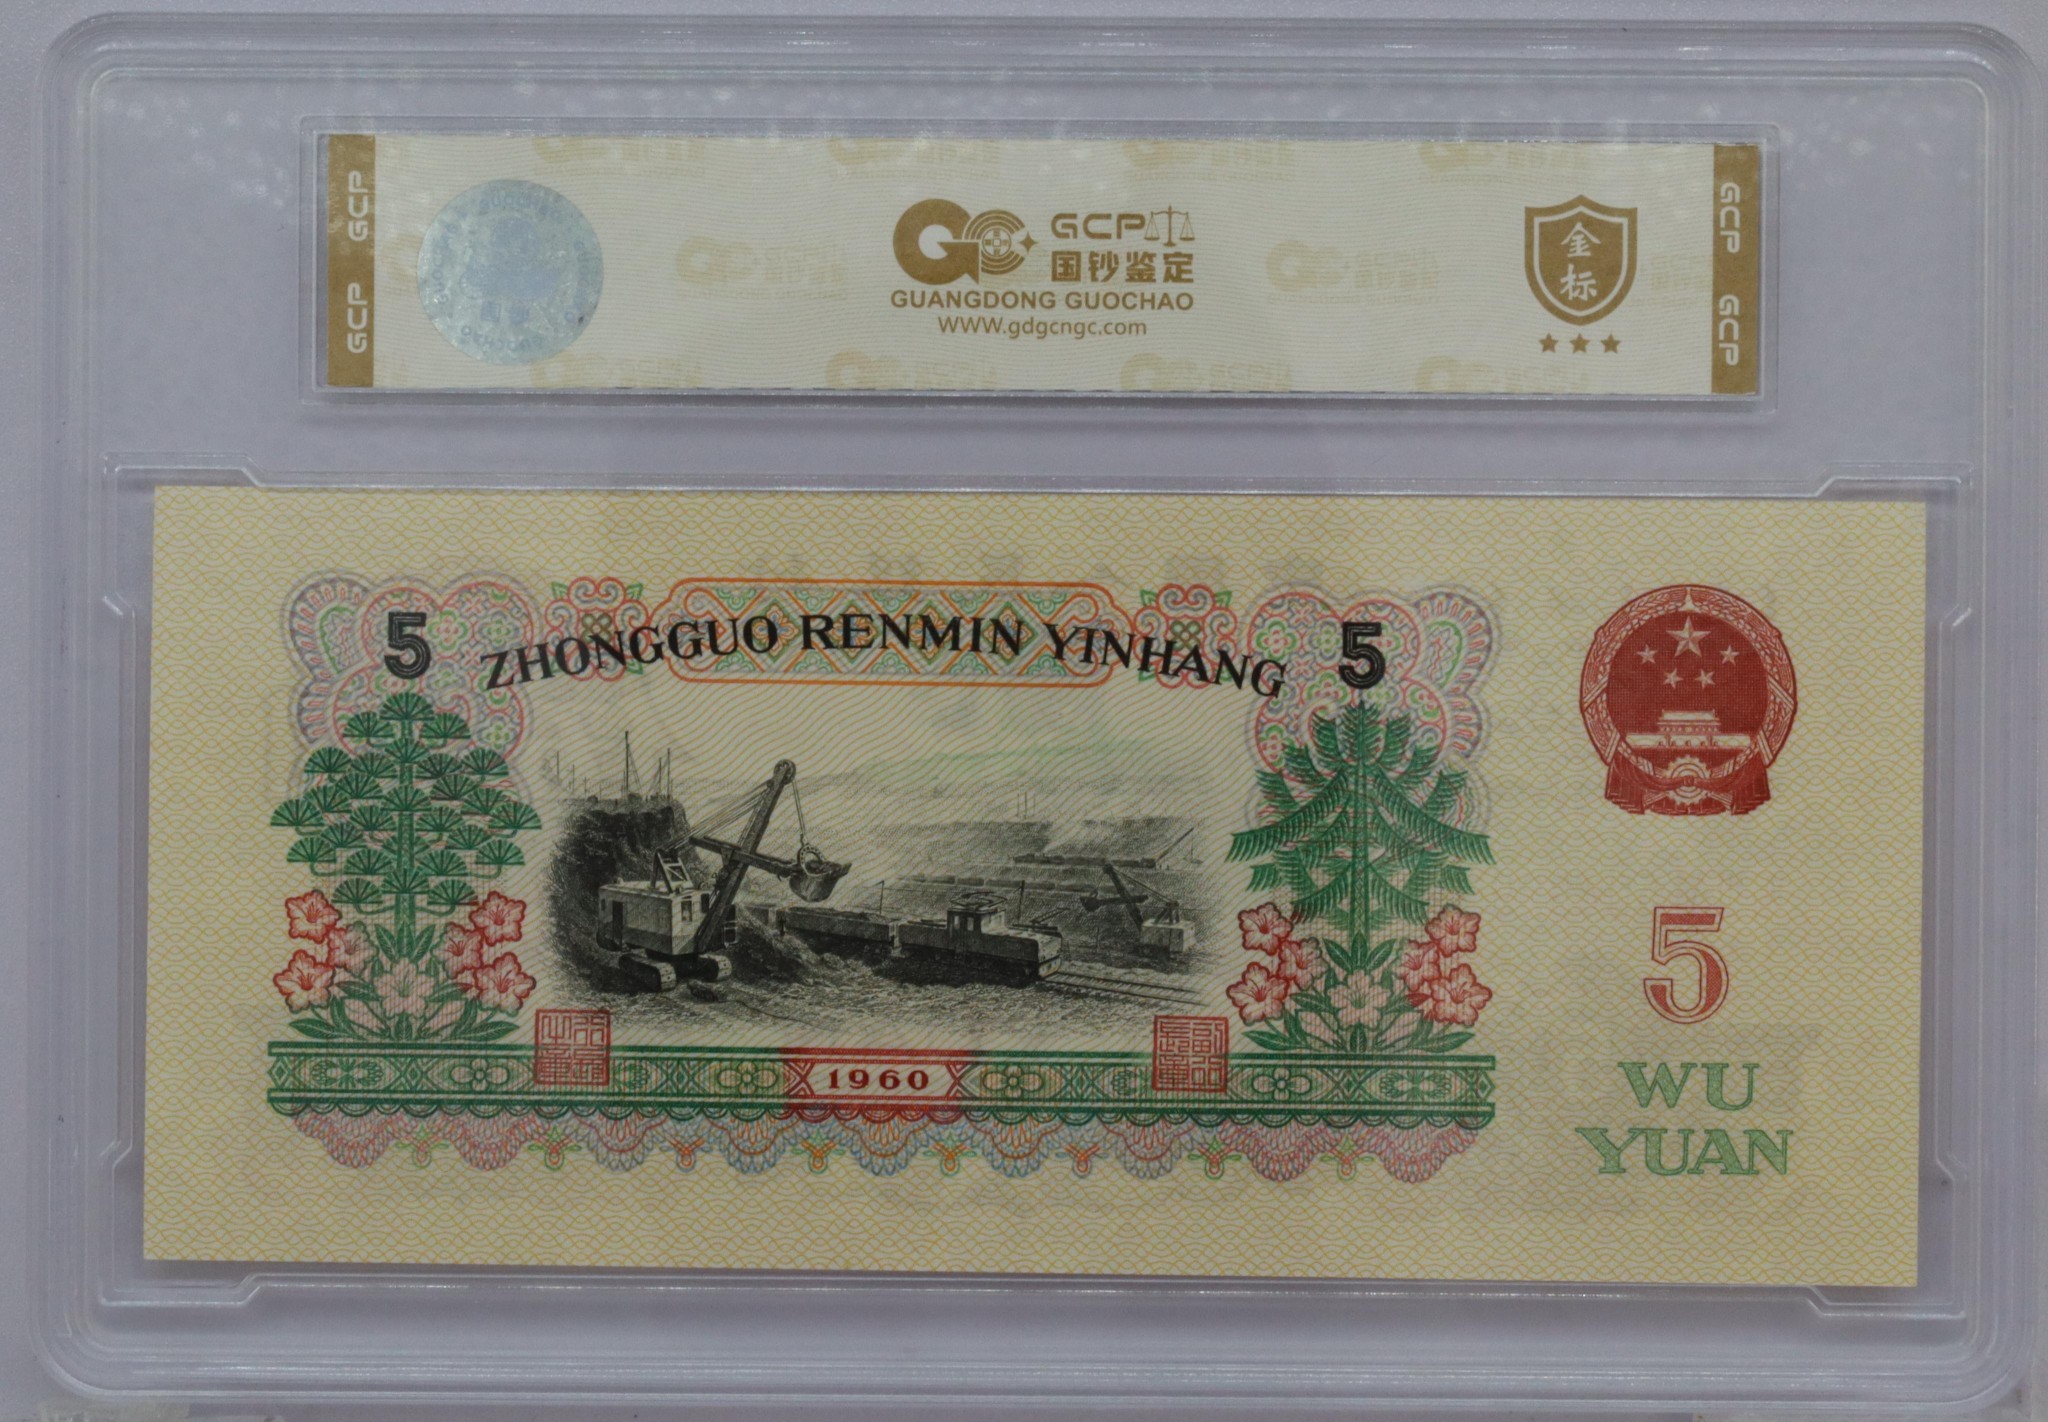 GCP GCP
GCP
国钞鉴定
GUANGDONG GUOCHAO
WWW.gdgcngc.com
金标
GCP GCP
5 ZHONGGUO RENMIN YINHANG 5
1960
5
WU
YUAN